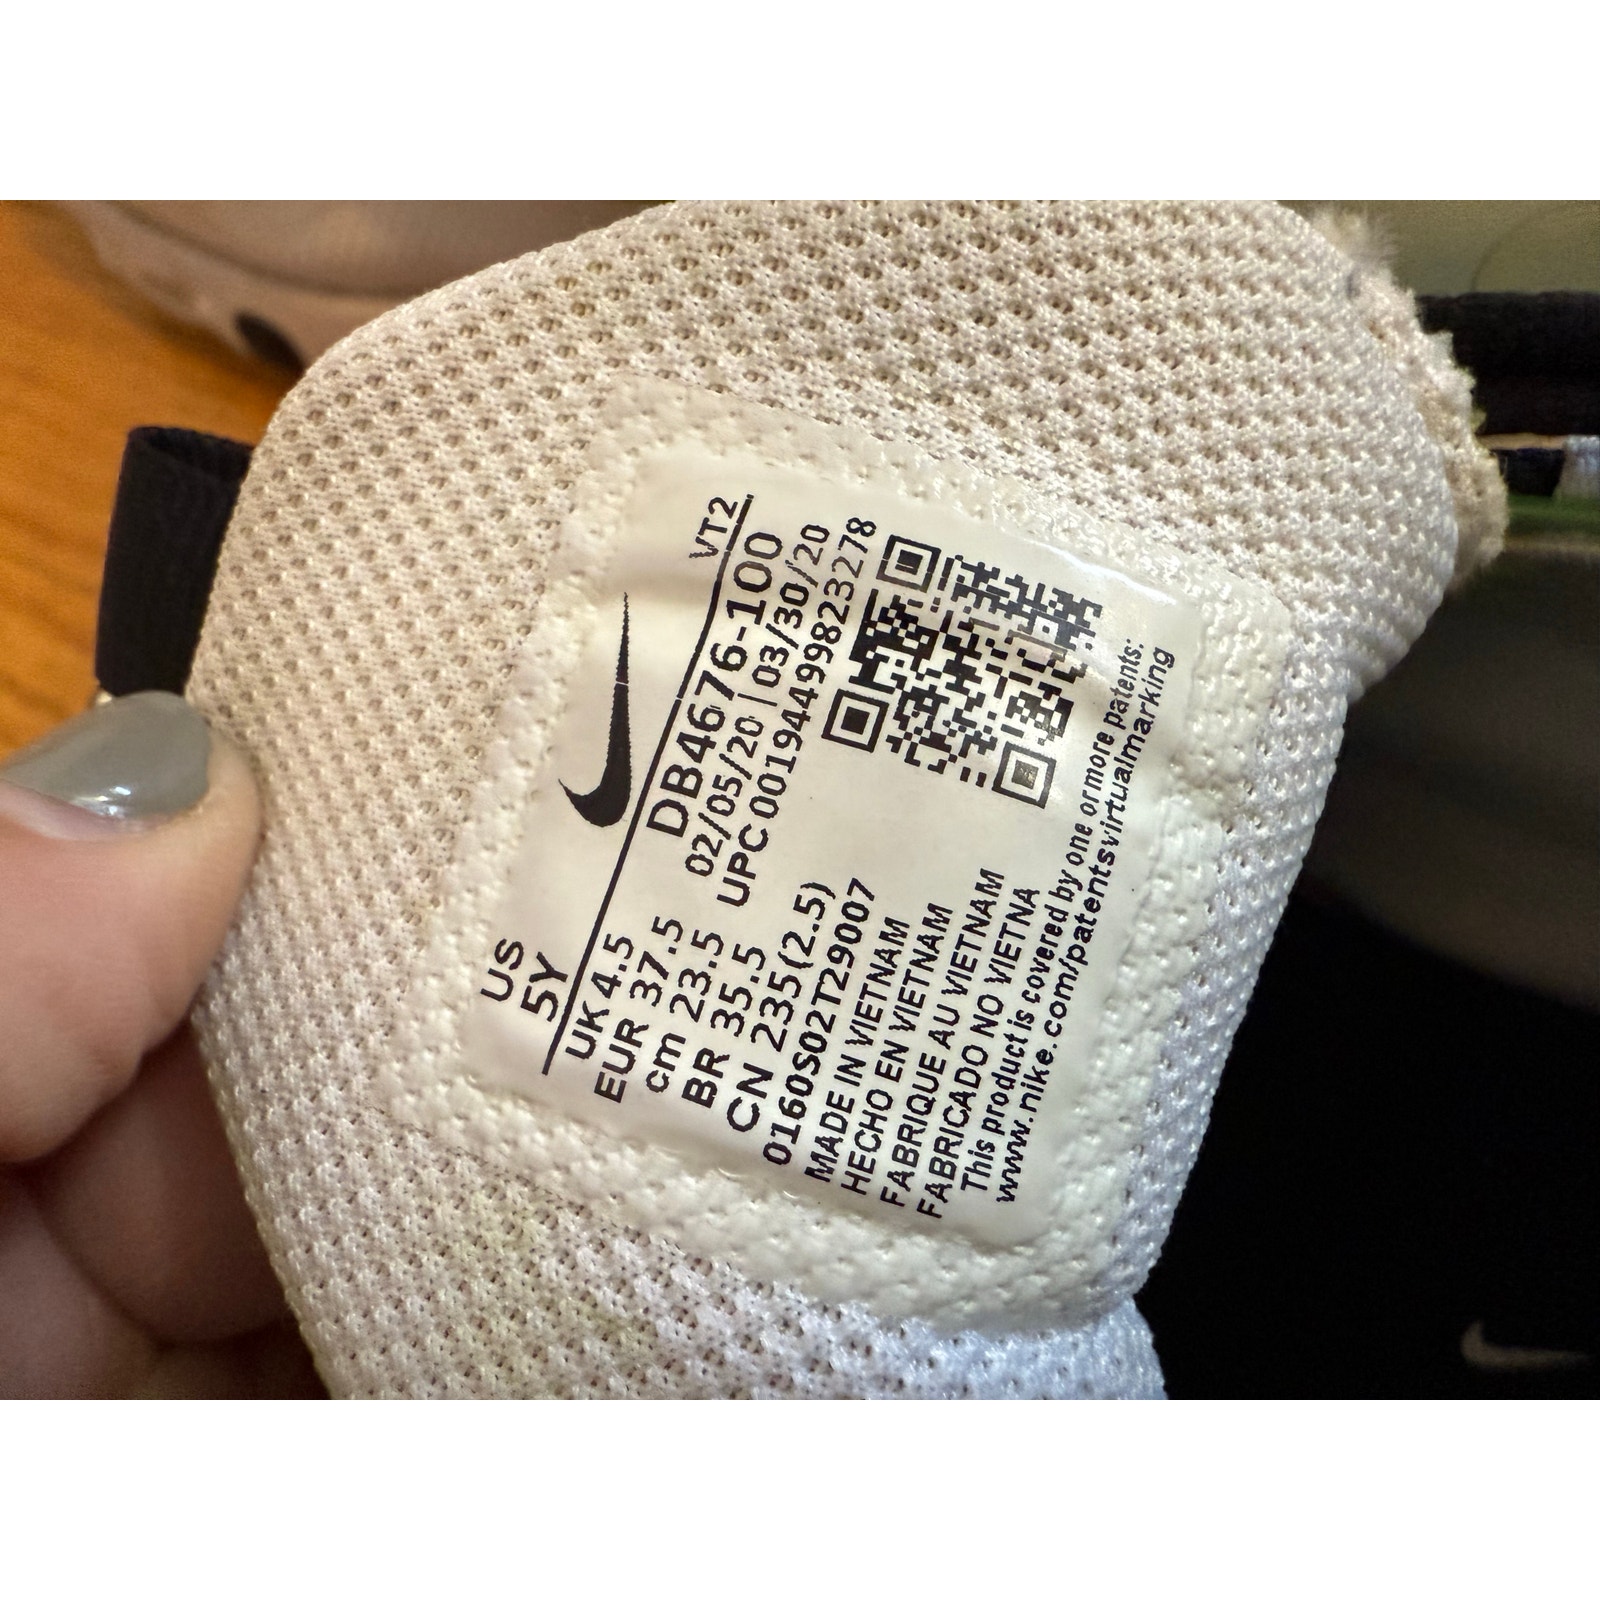 US
5Y
VT2
UK 4.5
EUR 37.5
cm 23.5
BR 35.5
CN 235(2.5)
DB4676-100
02/05/20 | 03/30/20
UPC 00194499823278
0160S02T29007
MADE IN VIETNAM
HECHO EN VIETNAM
FABRIQUE AU VIETNAM
FABRICADO NO VIETNA
This product is covered by one or more patents:
www.nike.com/patentsvirtualmarking